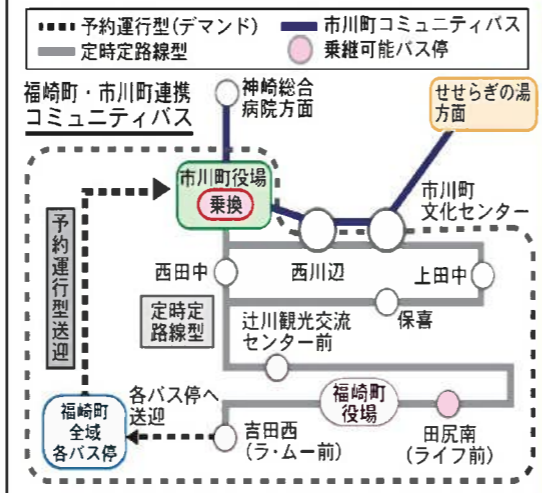 予約運行型(デマンド)
市川町コミュニティバス
定時定路線型
乗継可能バス停
福崎町・市川町連携
コミュニティバス
神崎総合
病院方面
せせらぎの湯
方面
市川町役場
乗換
市川町
文化センター
予約運行型送迎
西田中
西川辺
上田中
定時定
路線型
保喜
辻川観光交流
センター前
各バス停へ
送迎
福崎町
役場
福崎町
全域
各バス停
吉田西
(ラ・ムー前)
田尻南
(ライフ前)